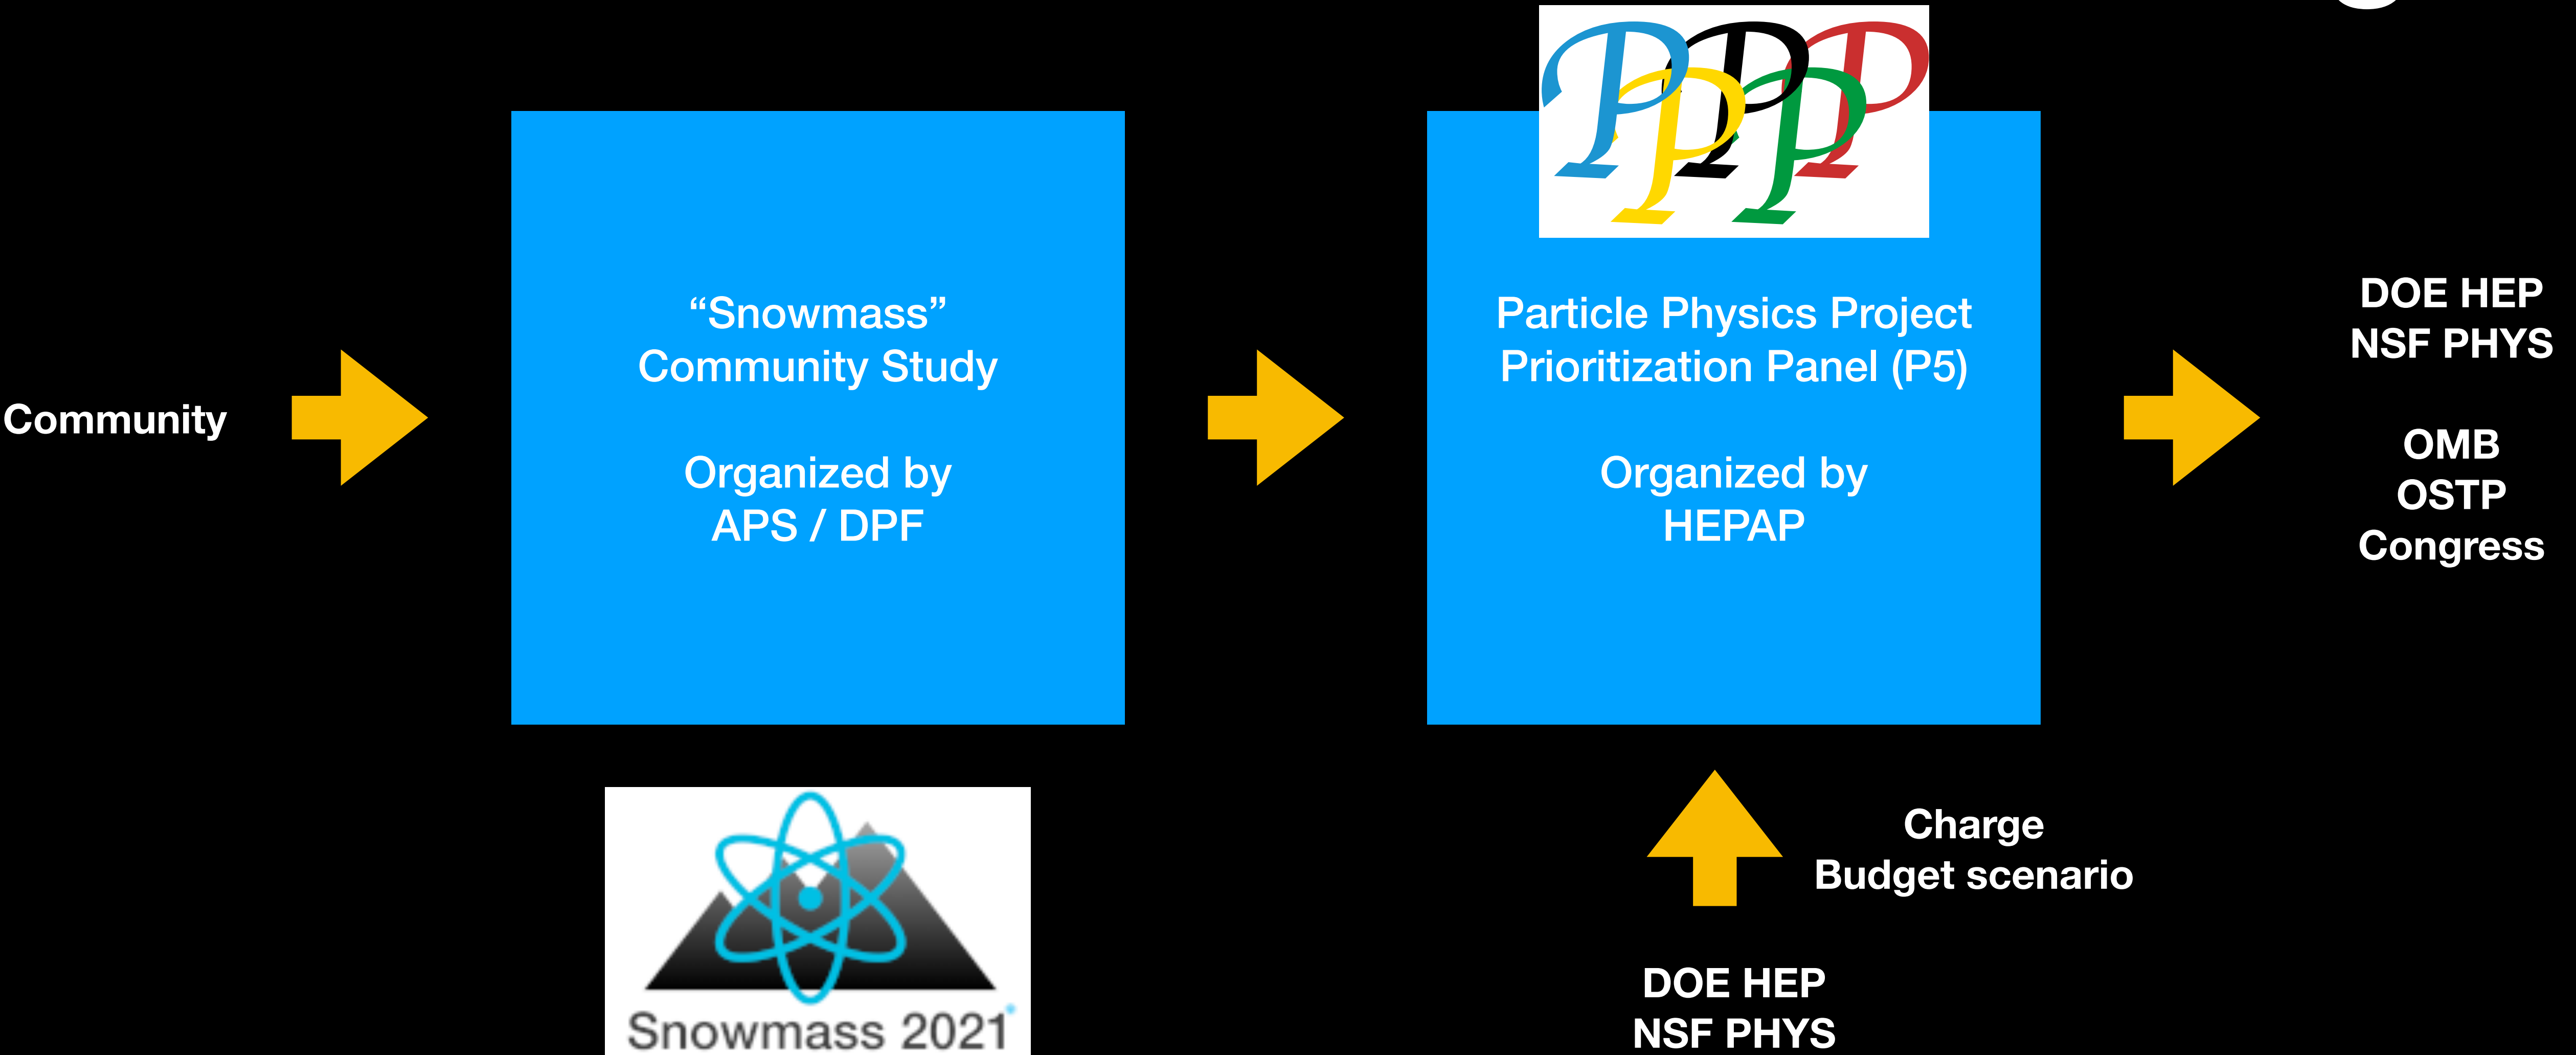 Community
“Snowmass”
Community Study
Organized by
APS / DPF
Snowmass 2021
PPPPP
Particle Physics Project
Prioritization Panel (P5)
Organized by
HEPAP
Charge
Budget scenario
DOE HEP
NSF PHYS
DOE HEP
NSF PHYS
OMB
OSTP
Congress